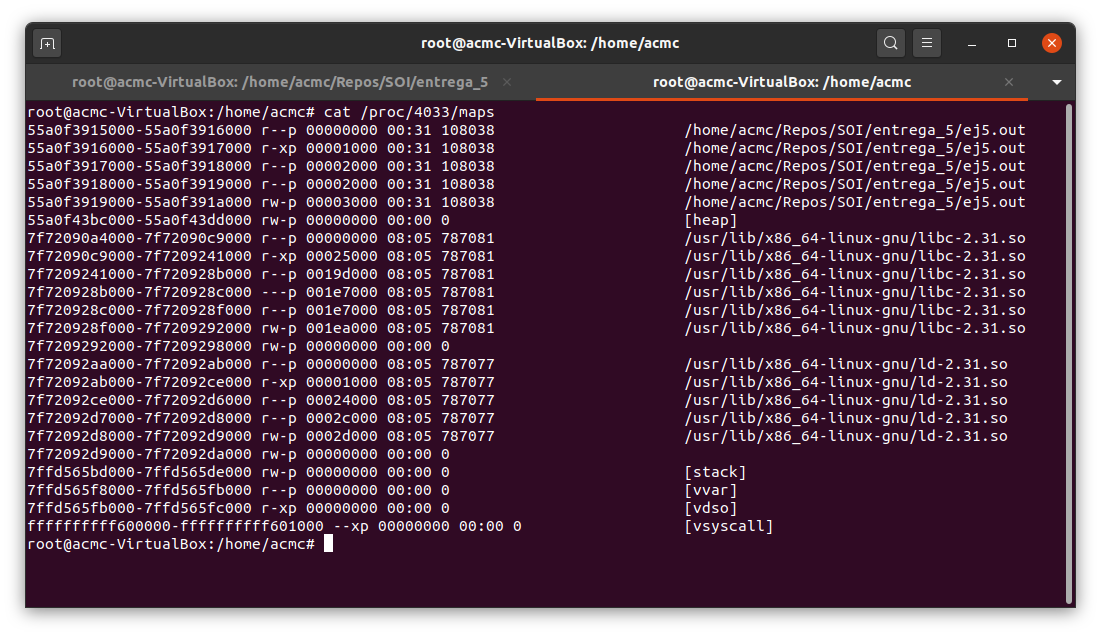 root@acmc-VirtualBox: /home/acmc
root@acmc-VirtualBox: /home/acmc/Repos/SOI/entrega_5
root@acmc-VirtualBox: /home/acmc
root@acmc-VirtualBox:/home/acmc# cat /proc/4033/maps
55a0f3915000-55a0f3916000 r--p 00000000 00:31 108038 /home/acmc/Repos/SOI/entrega_5/ej5.out
55a0f3916000-55a0f3917000 r-xp 00001000 00:31 108038 /home/acmc/Repos/SOI/entrega_5/ej5.out
55a0f3917000-55a0f3918000 r--p 00002000 00:31 108038 /home/acmc/Repos/SOI/entrega_5/ej5.out
55a0f3918000-55a0f3919000 r--p 00002000 00:31 108038 /home/acmc/Repos/SOI/entrega_5/ej5.out
55a0f3919000-55a0f391a000 rw-p 00003000 00:31 108038 /home/acmc/Repos/SOI/entrega_5/ej5.out
55a0f43bc000-55a0f43dd000 rw-p 00000000 00:00 0 [heap]
7f72090a4000-7f72090c9000 r--p 00000000 08:05 787081 /usr/lib/x86_64-linux-gnu/libc-2.31.so
7f72090c9000-7f7209241000 r-xp 00025000 08:05 787081 /usr/lib/x86_64-linux-gnu/libc-2.31.so
7f7209241000-7f720928b000 r--p 0019d000 08:05 787081 /usr/lib/x86_64-linux-gnu/libc-2.31.so
7f720928b000-7f720928c000 ---p 001e7000 08:05 787081 /usr/lib/x86_64-linux-gnu/libc-2.31.so
7f720928c000-7f720928f000 r--p 001e7000 08:05 787081 /usr/lib/x86_64-linux-gnu/libc-2.31.so
7f720928f000-7f7209292000 rw-p 001ea000 08:05 787081 /usr/lib/x86_64-linux-gnu/libc-2.31.so
7f7209292000-7f7209298000 rw-p 00000000 00:00 0
7f72092aa000-7f72092ab000 r--p 00000000 08:05 787077 /usr/lib/x86_64-linux-gnu/ld-2.31.so
7f72092ab000-7f72092ce000 r-xp 00001000 08:05 787077 /usr/lib/x86_64-linux-gnu/ld-2.31.so
7f72092ce000-7f72092d6000 r--p 00024000 08:05 787077 /usr/lib/x86_64-linux-gnu/ld-2.31.so
7f72092d7000-7f72092d8000 r--p 0002c000 08:05 787077 /usr/lib/x86_64-linux-gnu/ld-2.31.so
7f72092d8000-7f72092d9000 rw-p 0002d000 08:05 787077 /usr/lib/x86_64-linux-gnu/ld-2.31.so
7f72092d9000-7f72092da000 rw-p 00000000 00:00 0
7ffd565bd000-7ffd565de000 rw-p 00000000 00:00 0 [stack]
7ffd565f8000-7ffd565fb000 r--p 00000000 00:00 0 [vvar]
7ffd565fb000-7ffd565fc000 r-xp 00000000 00:00 0 [vdso]
ffffffffff600000-ffffffffff601000 --xp 00000000 00:00 0 [vsyscall]
root@acmc-VirtualBox:/home/acmc#